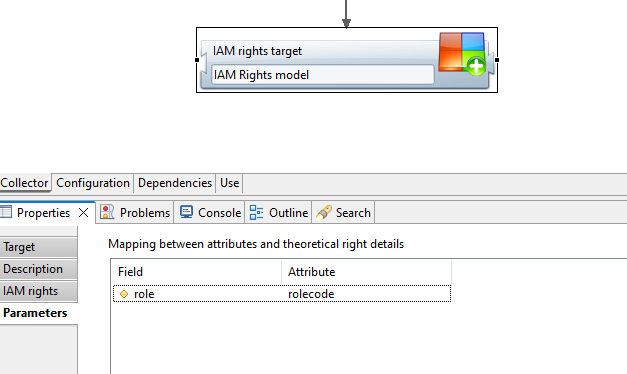 IAM rights target
IAM Rights model
Collector Configuration Dependencies Use
Properties Problems Console Outline Search
Target
Description
IAM rights
Parameters
Mapping between attributes and theoretical right details
Field Attribute
role rolecode